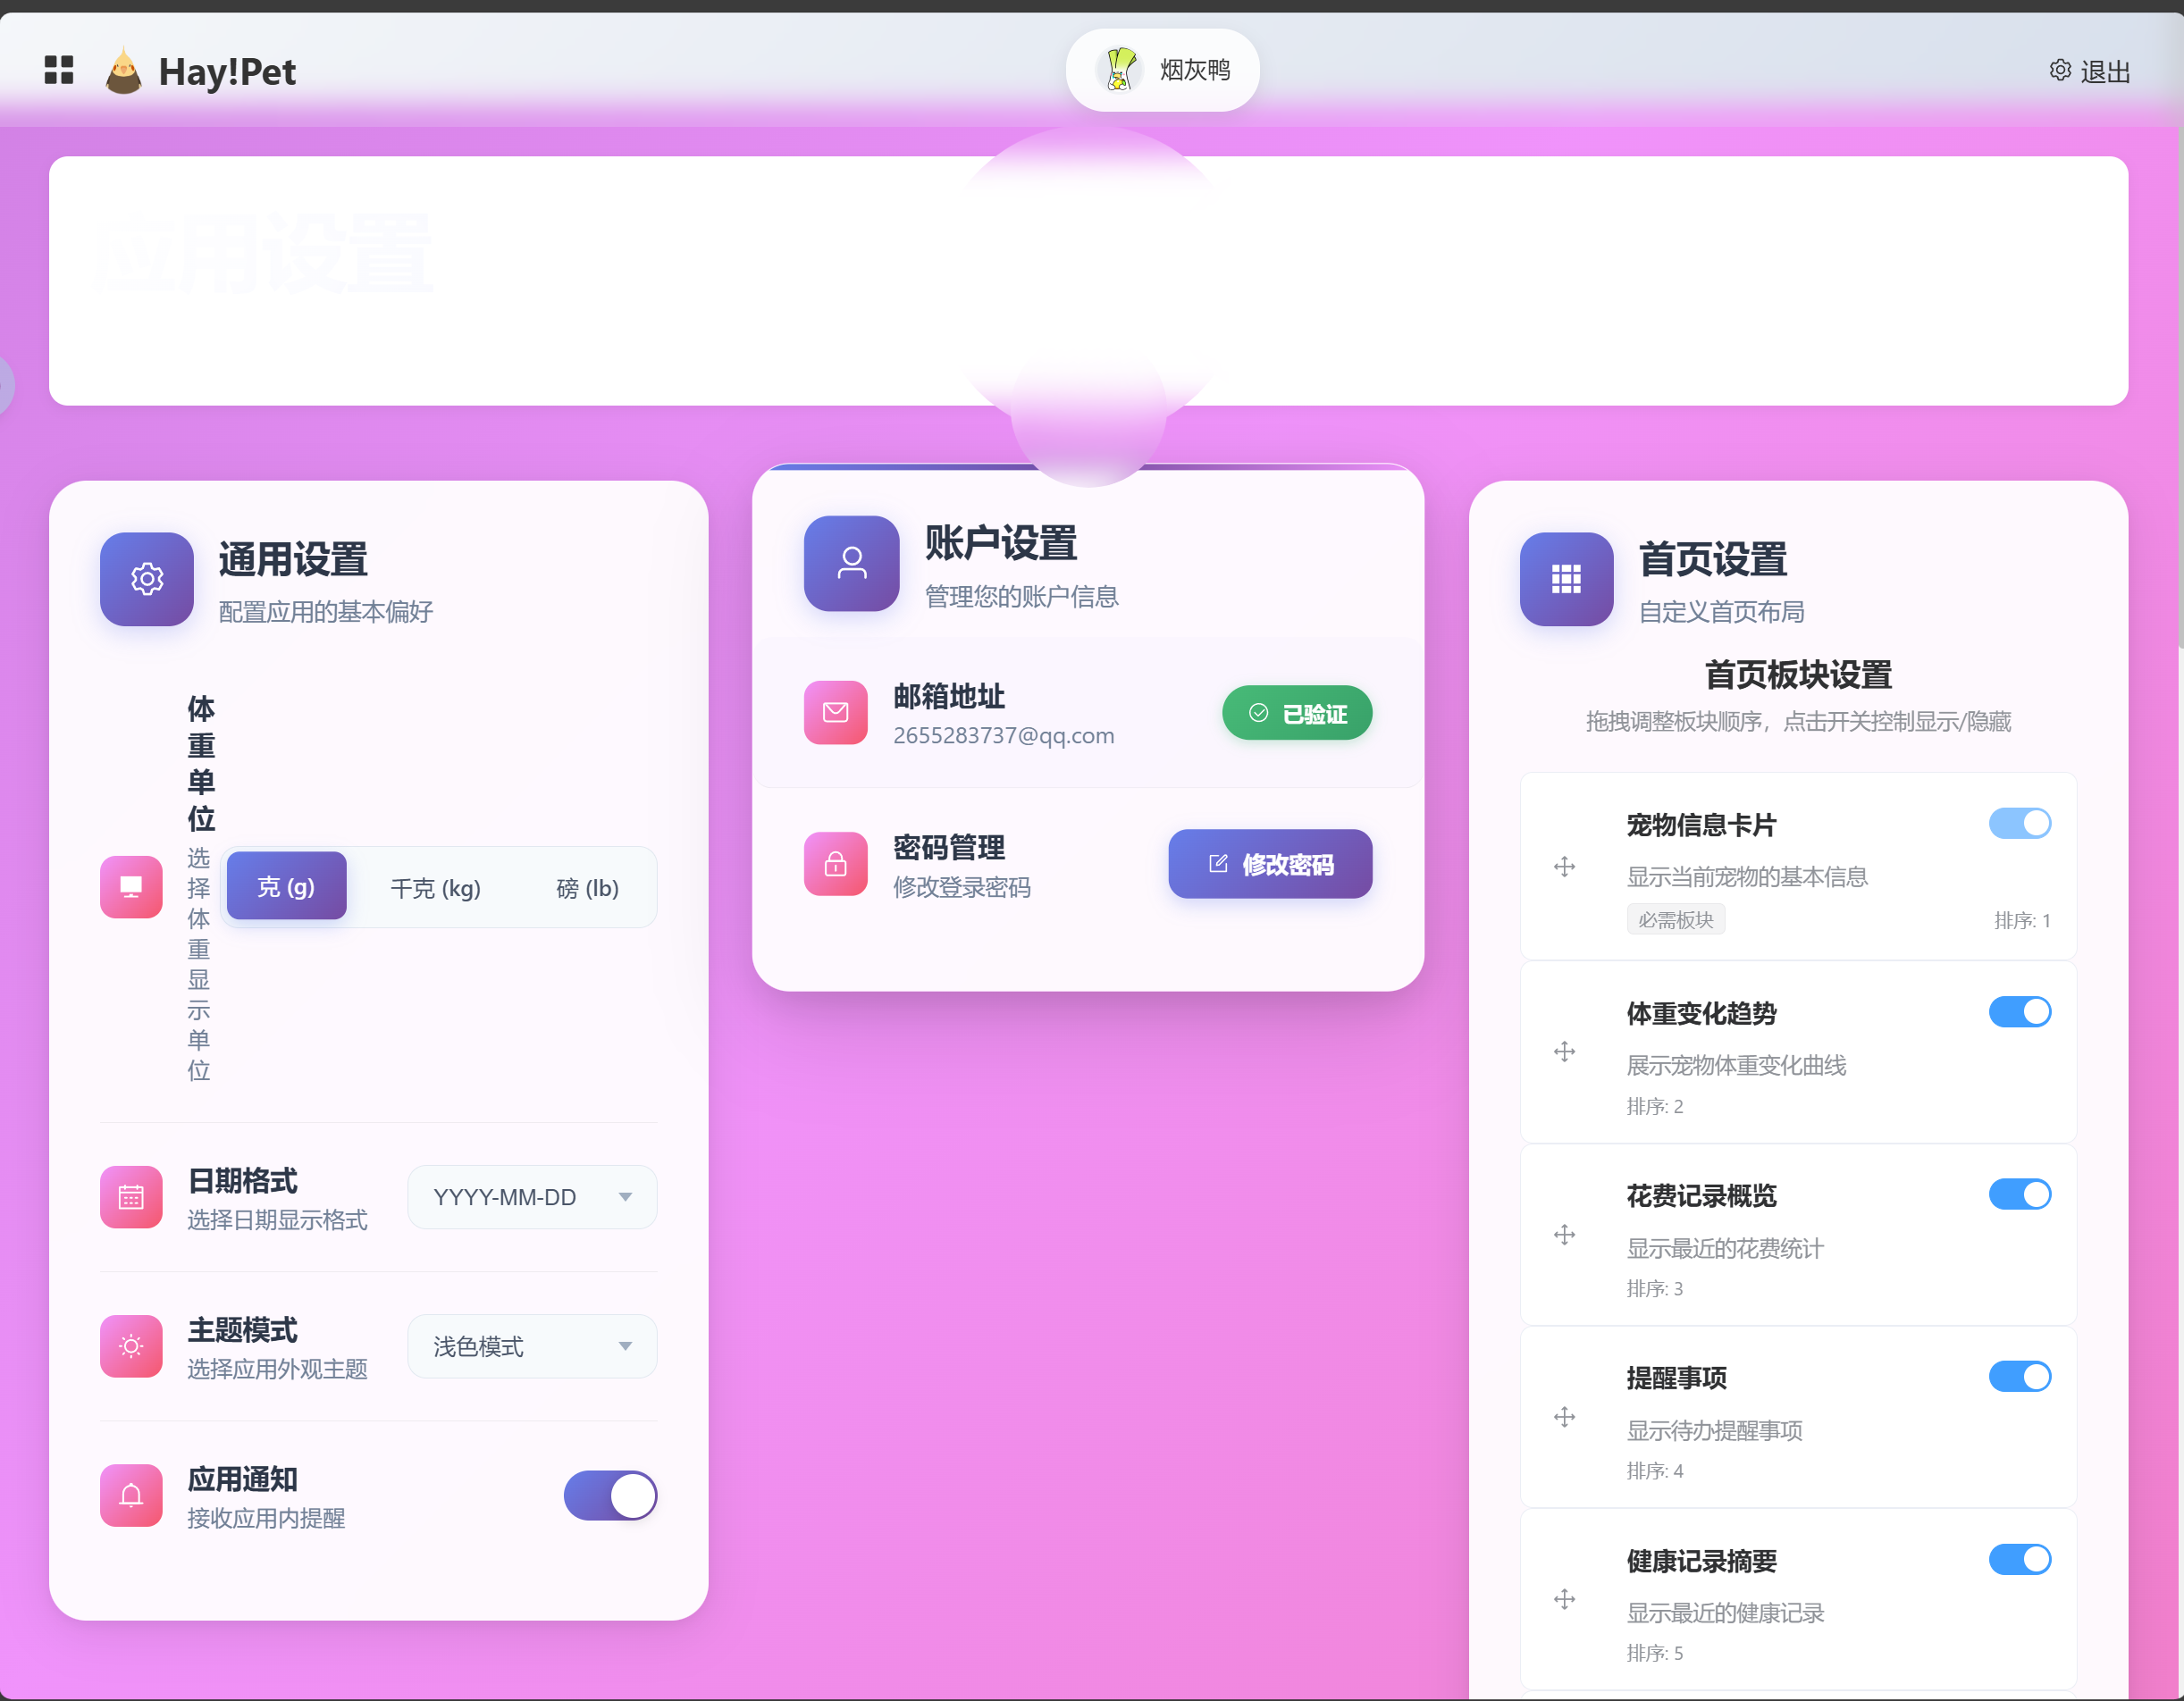 Hay!Pet
烟灰鸭
退出
应用设置
通用设置
配置应用的基本偏好
体重单位
选择体重显示单位
克 (g)
千克 (kg)
磅 (lb)
日期格式
选择日期显示格式
YYYY-MM-DD
主题模式
选择应用外观主题
浅色模式
应用通知
接收应用内提醒
账户设置
管理您的账户信息
邮箱地址
2655283737@qq.com
已验证
密码管理
修改登录密码
修改密码
首页设置
自定义首页布局
首页板块设置
拖拽调整板块顺序，点击开关控制显示/隐藏
宠物信息卡片
显示当前宠物的基本信息
必需板块
排序: 1
体重变化趋势
展示宠物体重变化曲线
排序: 2
花费记录概览
显示最近的花费统计
排序: 3
提醒事项
显示待办提醒事项
排序: 4
健康记录摘要
显示最近的健康记录
排序: 5